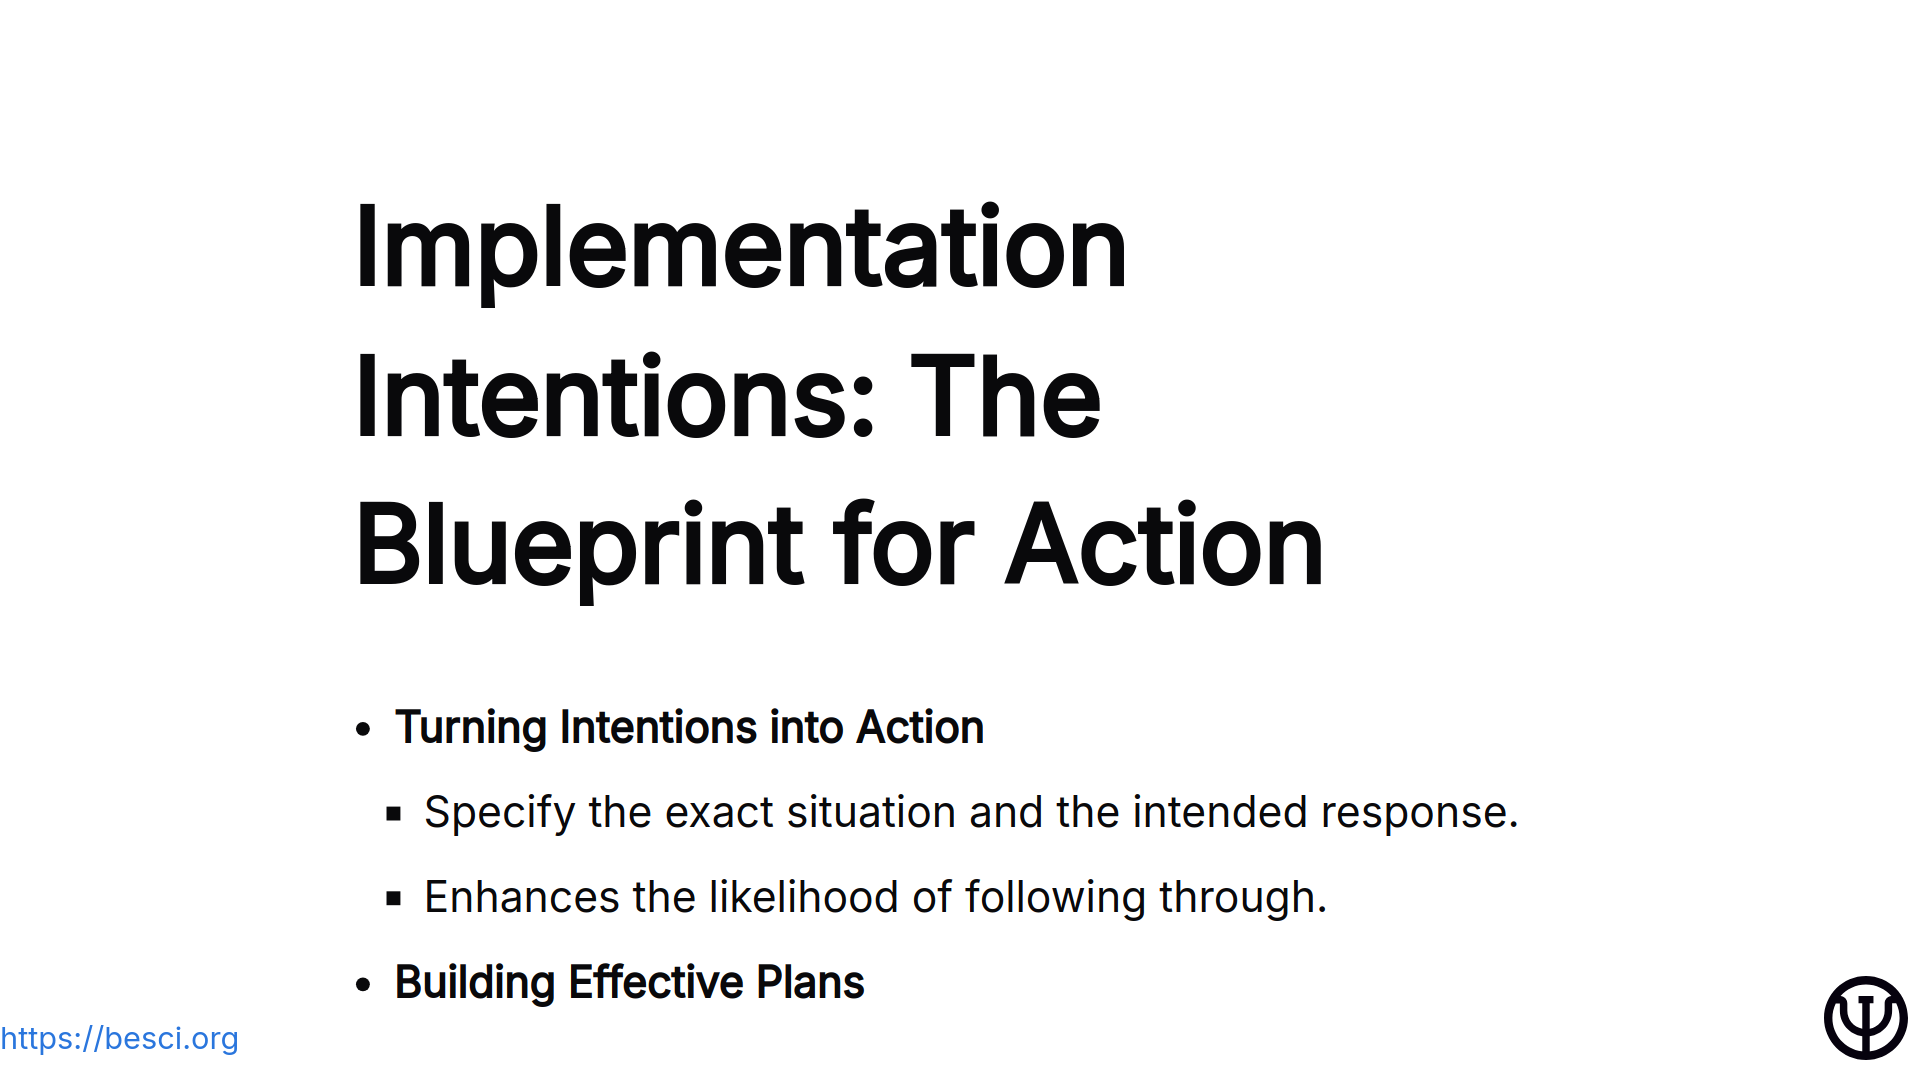 Implementation
Intentions: The
Blueprint for Action
• Turning Intentions into Action
▪ Specify the exact situation and the intended response.
▪ Enhances the likelihood of following through.
• Building Effective Plans
https://besci.org